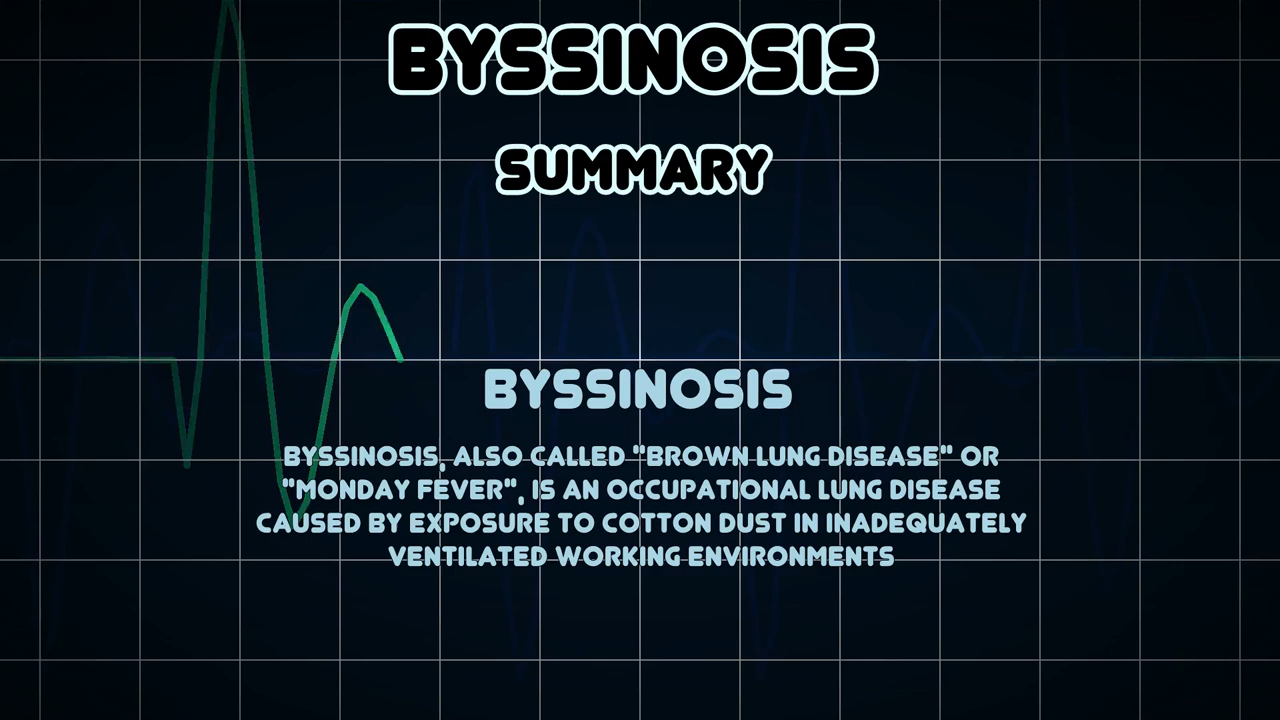 BYSSINOSIS
SUMMARY
BYSSINOSIS
BYSSINOSIS, ALSO CALLED "BROWN LUNG DISEASE" OR
"MONDAY FEVER", IS AN OCCUPATIONAL LUNG DISEASE
CAUSED BY EXPOSURE TO COTTON DUST IN INADEQUATELY
VENTILATED WORKING ENVIRONMENTS